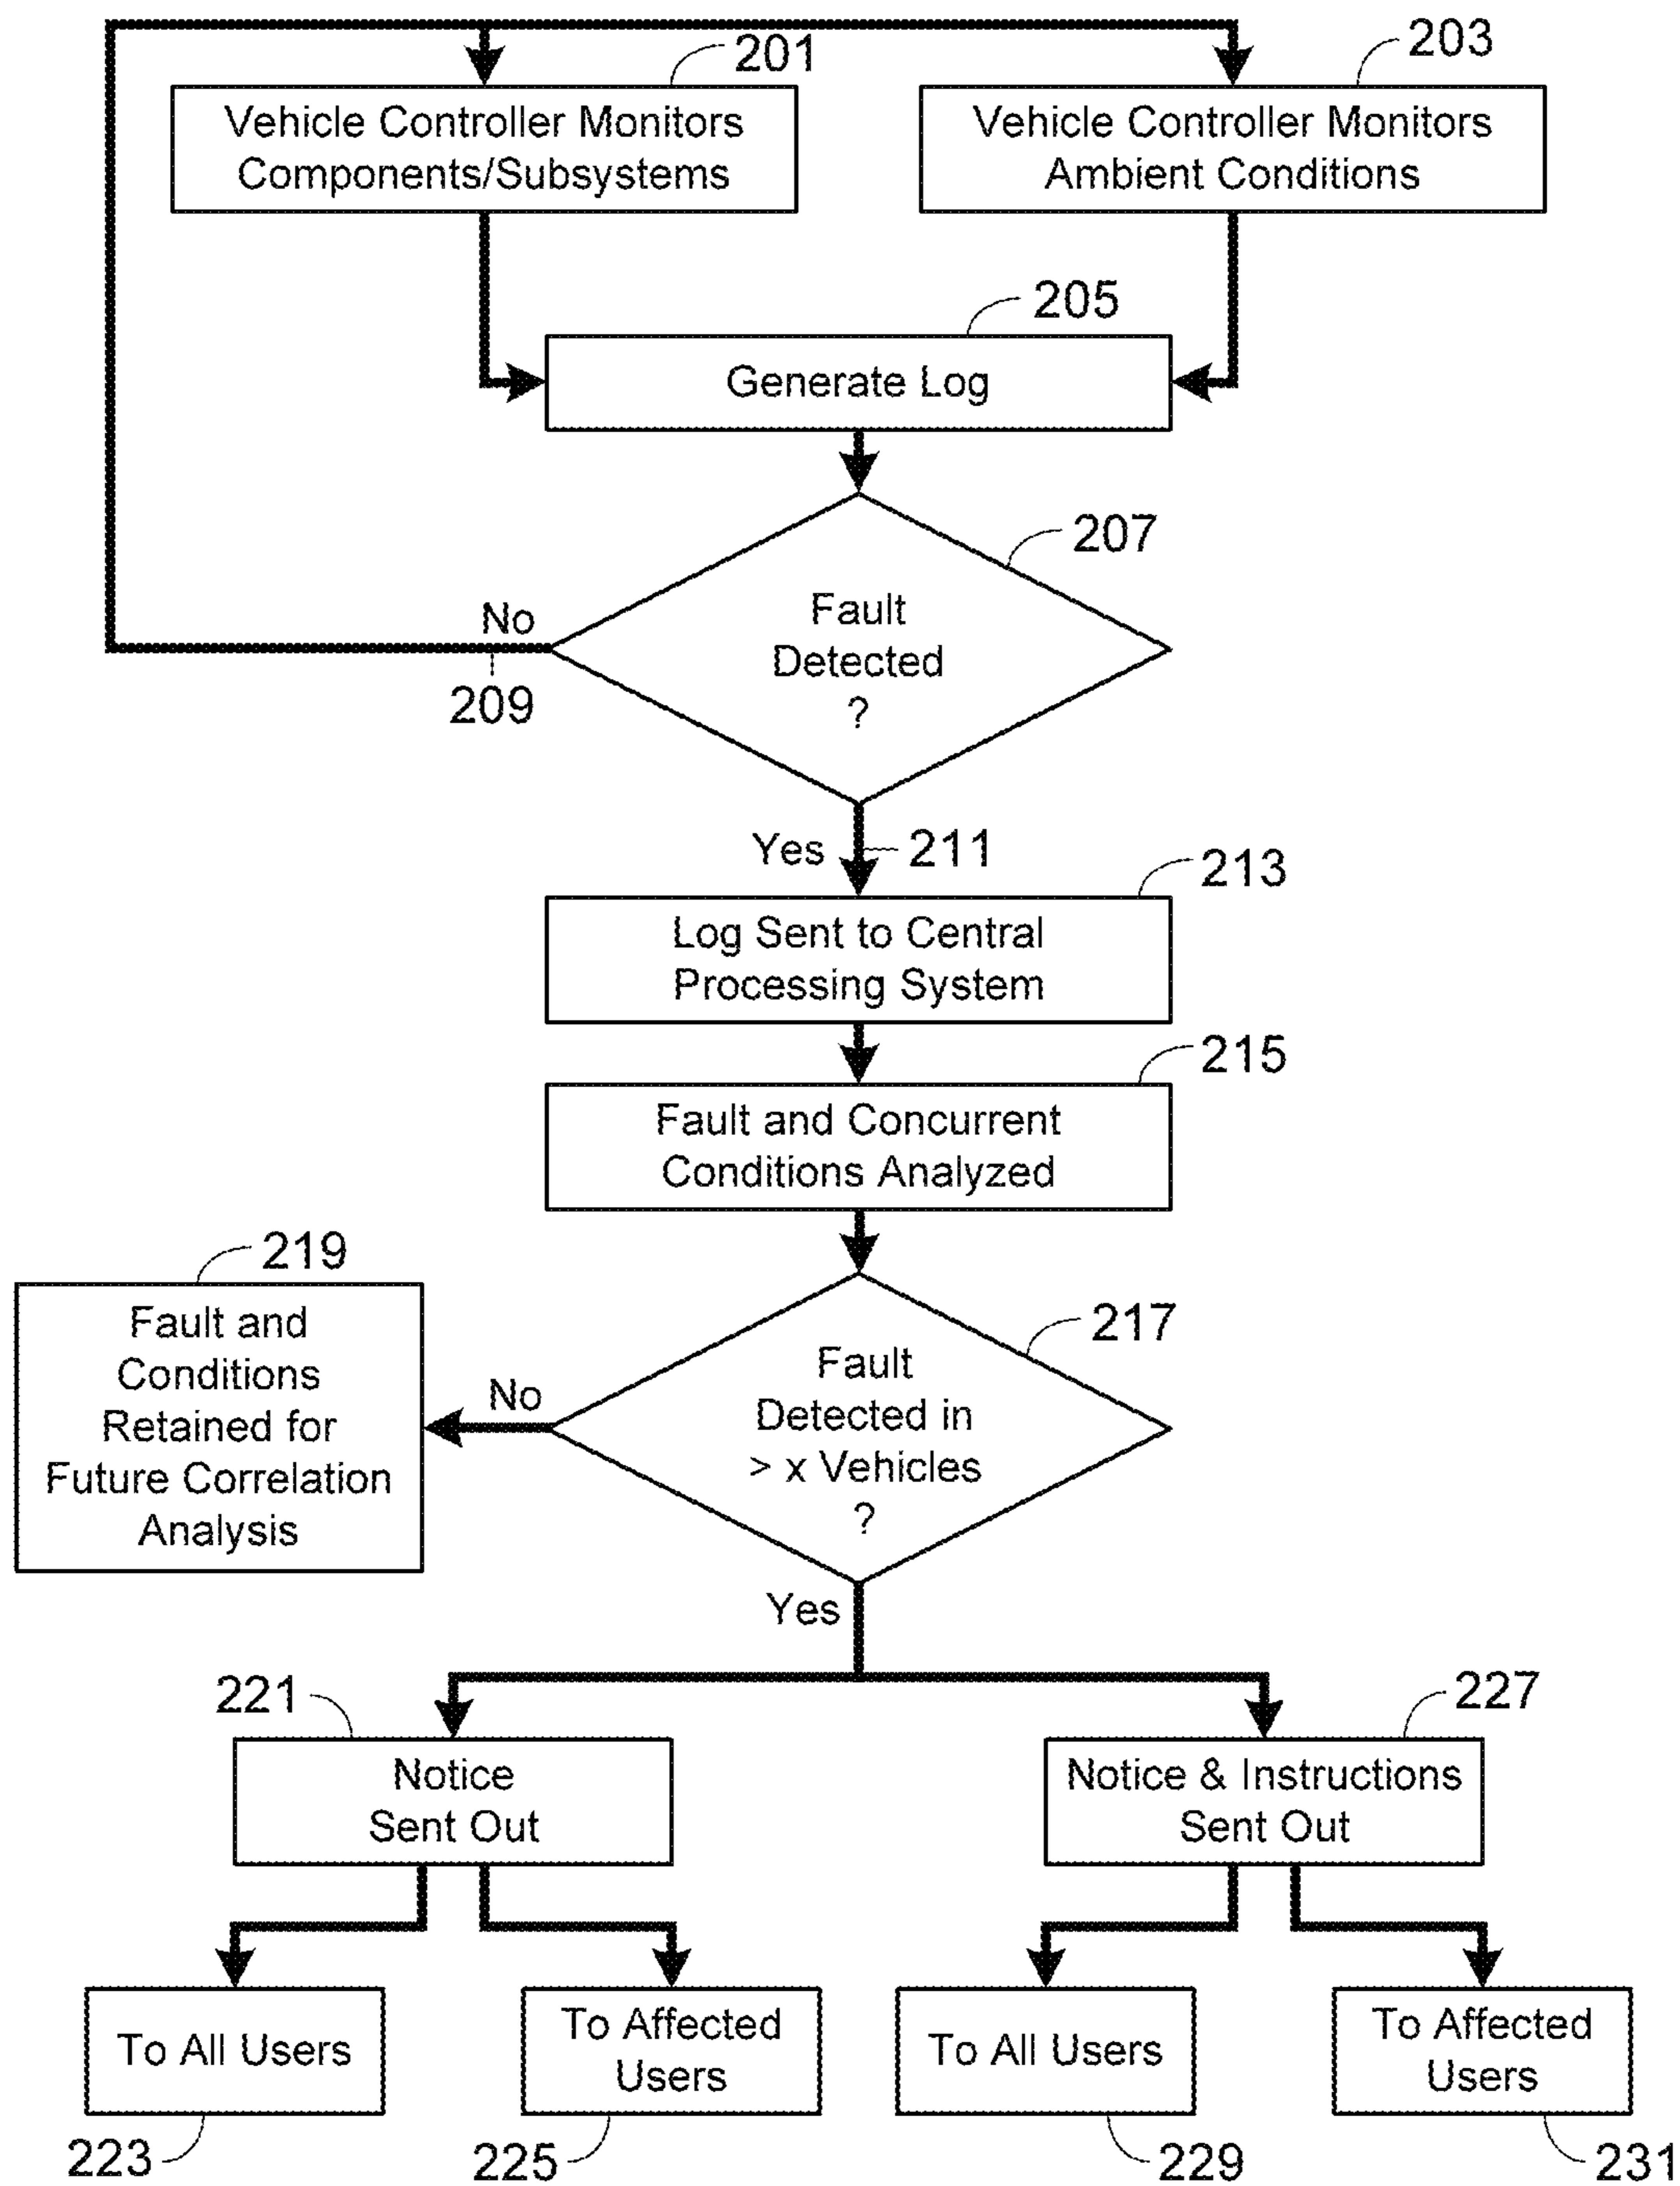 201
203
Vehicle Controller Monitors
Components/Subsystems
Vehicle Controller Monitors
Ambient Conditions
205
Generate Log
207
Fault
Detected
?
No
209
Yes
211
213
Log Sent to Central
Processing System
215
Fault and Concurrent
Conditions Analyzed
219
Fault and
Conditions
Retained for
Future Correlation
Analysis
217
Fault
Detected in
> x Vehicles
?
No
Yes
221
Notice
Sent Out
227
Notice & Instructions
Sent Out
To All Users
223
To Affected
Users
225
To All Users
229
To Affected
Users
231